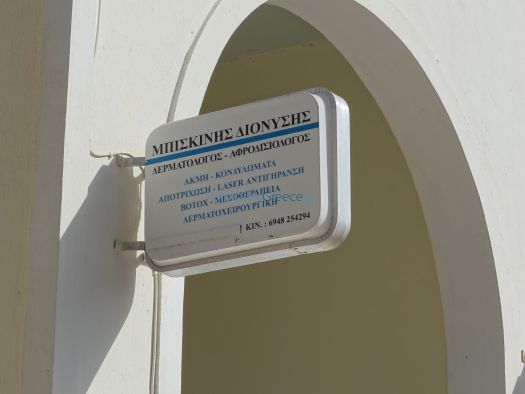 ΜΠΙΣΚΙΝΗΣ ΔΙΟΝΥΣΗΣ
ΔΕΡΜΑΤΟΛΟΓΟΣ - ΑΦΡΟΔΙΣΙΟΛΟΓΟΣ
ΑΚΜΗ - ΚΟΝΔΥΛΩΜΑΤΑ
ΑΠΟΤΡΙΧΩΣΗ - LASER ΑΝΤΙΓΗΡΑΝΣΗ
BOTOX - ΜΕΣΟΘΕΡΑΠΕΙΑ
ΔΕΡΜΑΤΟΧΕΙΡΟΥΡΓΙΚΗ
ΚΙΝ. : 6948 254294